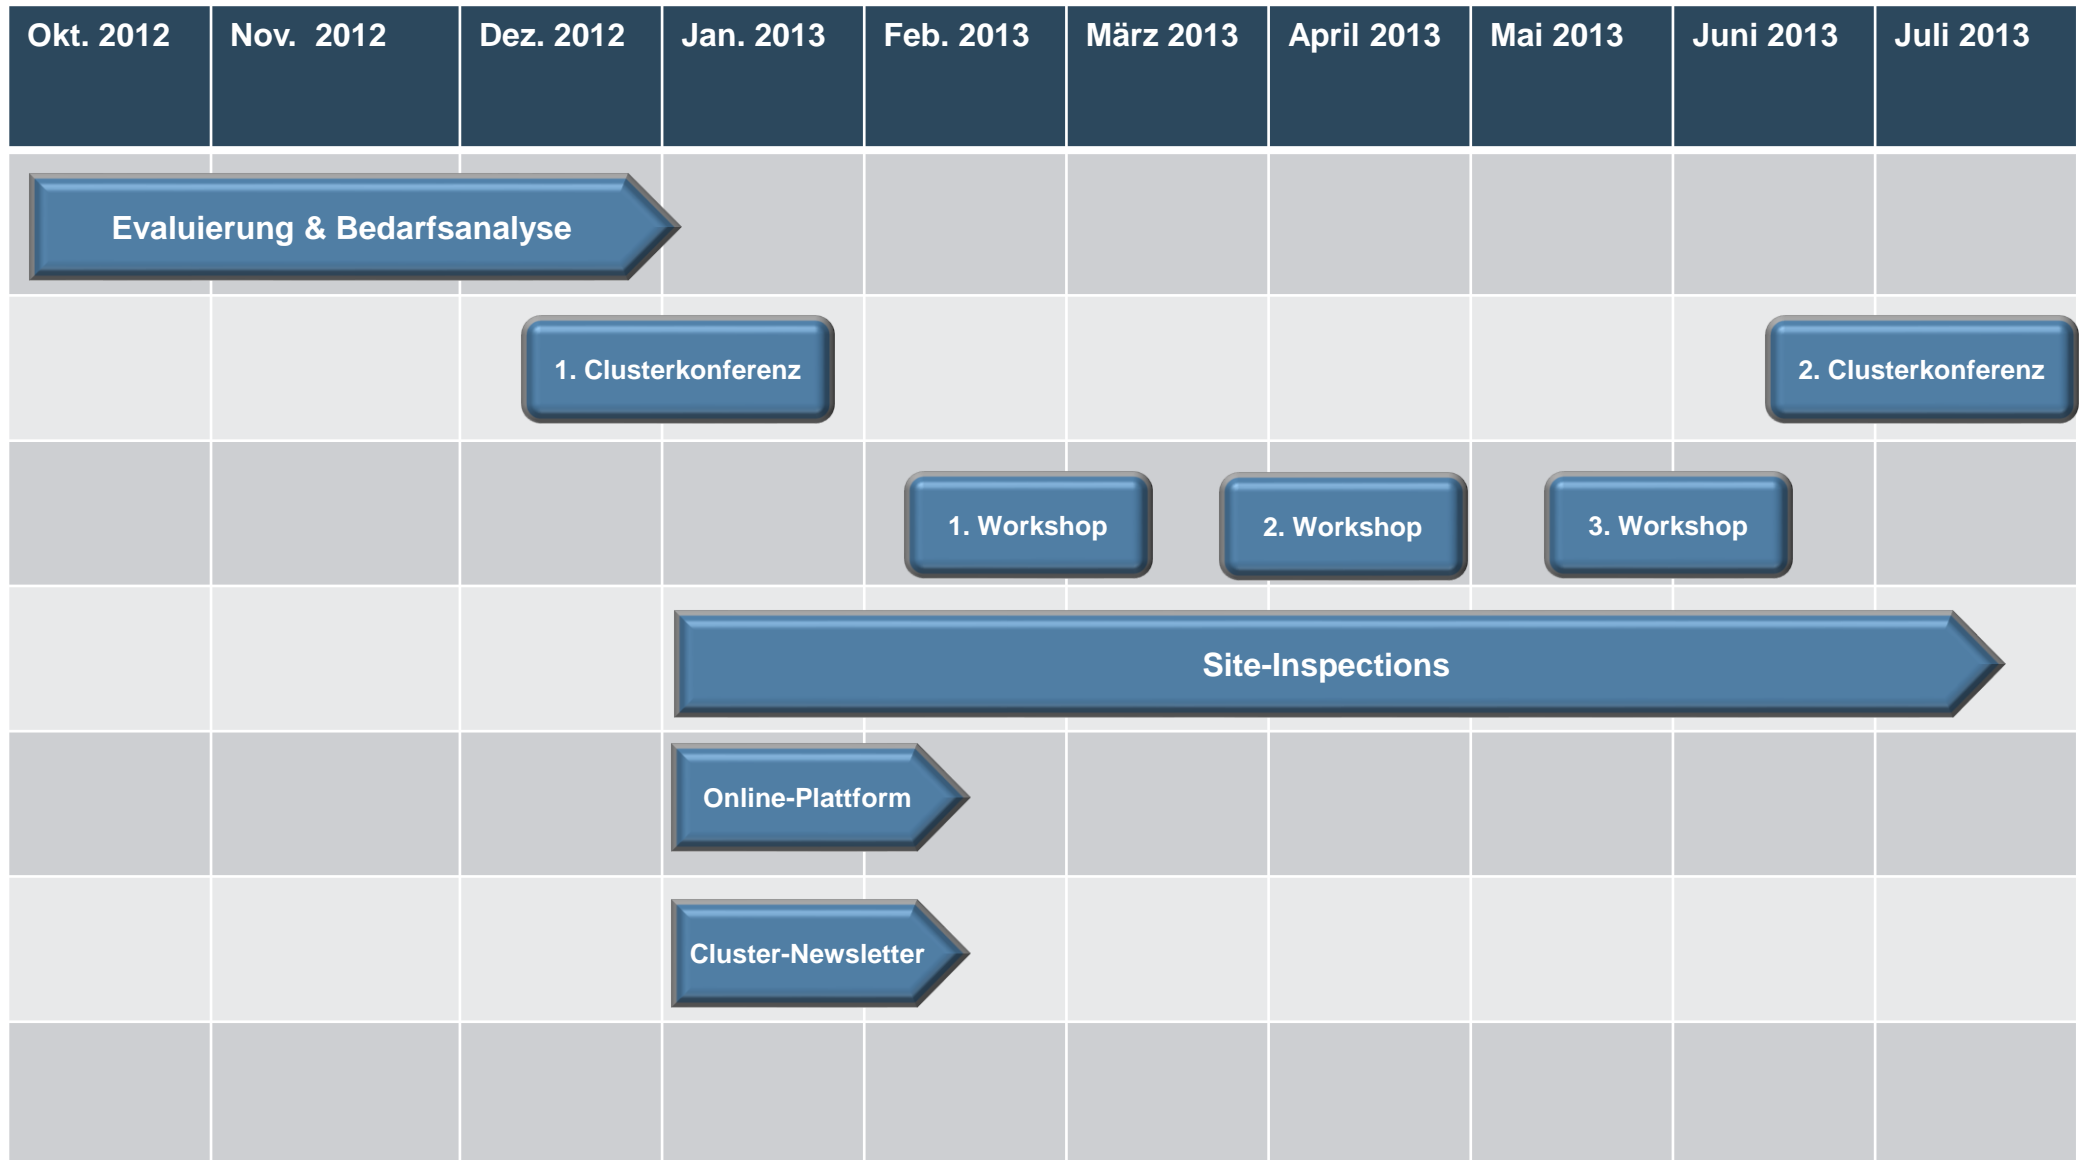 Okt. 2012
Nov.  2012
Dez. 2012
Jan. 2013
Feb. 2013
März 2013
April 2013
Mai 2013
Juni 2013
Juli 2013
Evaluierung & Bedarfsanalyse
1. Clusterkonferenz
2. Clusterkonferenz
1. Workshop
2. Workshop
3. Workshop
Site-Inspections
Online-Plattform
Cluster-Newsletter